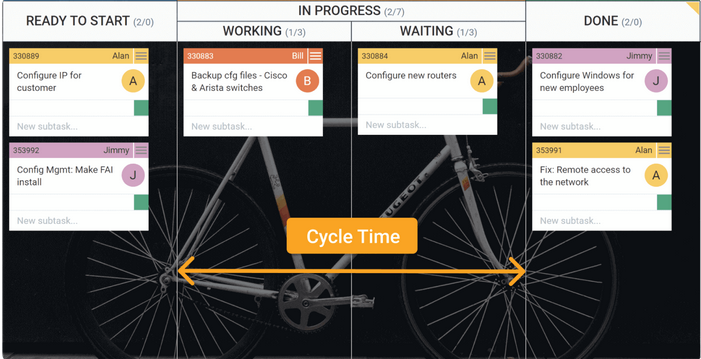 READY TO START (2/0)
IN PROGRESS (2/7)
WORKING (1/3)
WAITING (1/3)
DONE (2/0)
330889 Alan
Configure IP for
customer
A
New subtask...
353992 Jimmy
Config Mgmt: Make FAI
install
J
New subtask...
330883 Bill
Backup cfg files - Cisco
& Arista switches
B
New subtask...
330884 Alan
Configure new routers
A
New subtask...
330882 Jimmy
Configure Windows for
new employees
J
New subtask...
353991 Alan
Fix: Remote access to
the network
A
New subtask...
PEUGEOT
Cycle Time